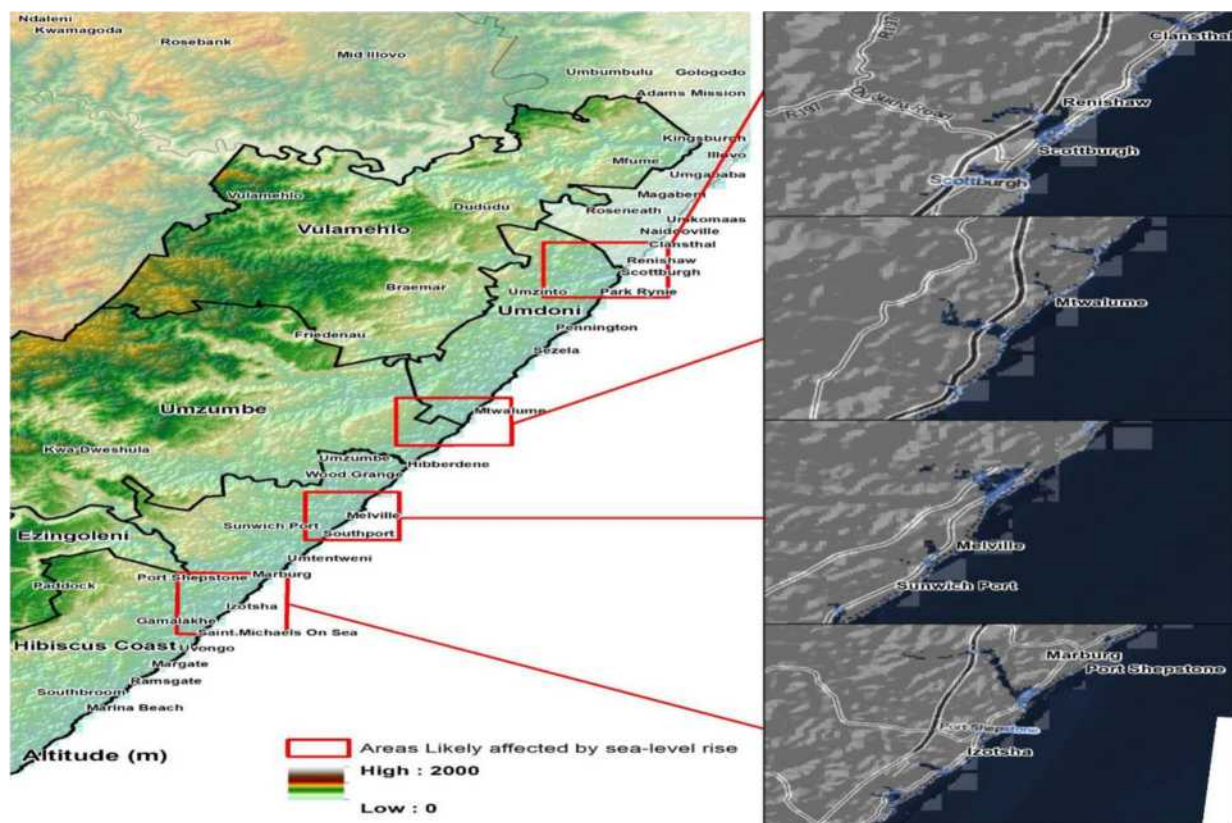 Ndaleni
Kwamagoda
Rosebank
Mid Illovo
Umbumbulu
Gologodo
Adams Mission
Kingsburgh
Illovo
Mfume
Umgababa
Vulamehlo
Magabeni
Dududu
Roseneath
Vulamehlo
Umkomaas
Naidooville
Clansthal
Renishaw
Scottburgh
Braemar
Umzinto
Park Rynie
Umdoni
Pennington
Friedenau
Sezela
Umzumbe
Mtwalume
Kwa-Dweshula
Umzumbe
Hibberdene
Wood Grange
Melville
Sunwich Port
Southport
Ezingoleni
Umtentweni
Port Shepstone
Marburg
Paddock
Izotsha
Gamalakhe
Saint Michaels On Sea
Hibiscus Coast
Uvongo
Margate
Ramsgate
Southbroom
Marina Beach
Altitude (m)
Areas Likely affected by sea-level rise
High : 2000
Low : 0
R197
Clansthal
Renishaw
R197
Scottburgh
Scottburgh
Mtwalume
Melville
Sunwich Port
Marburg
Port Shepstone
Port Shepstone
Izotsha